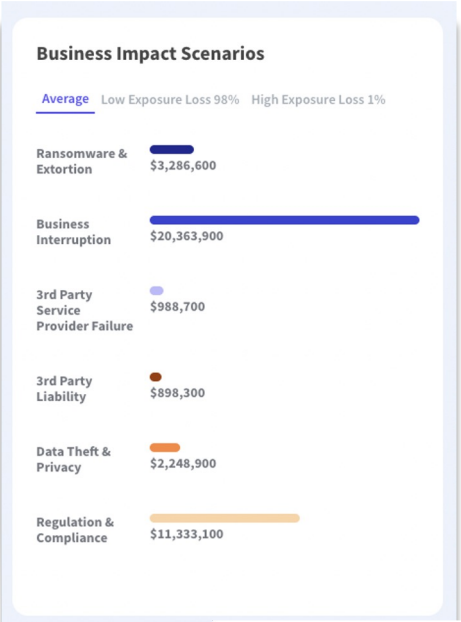 Business Impact Scenarios
Average Low Exposure Loss 98% High Exposure Loss 1%
Ransomware &
Extortion
$3,286,600
Business
Interruption
$20,363,900
3rd Party
Service
Provider Failure
$988,700
3rd Party
Liability
$898,300
Data Theft &
Privacy
$2,248,900
Regulation &
Compliance
$11,333,100